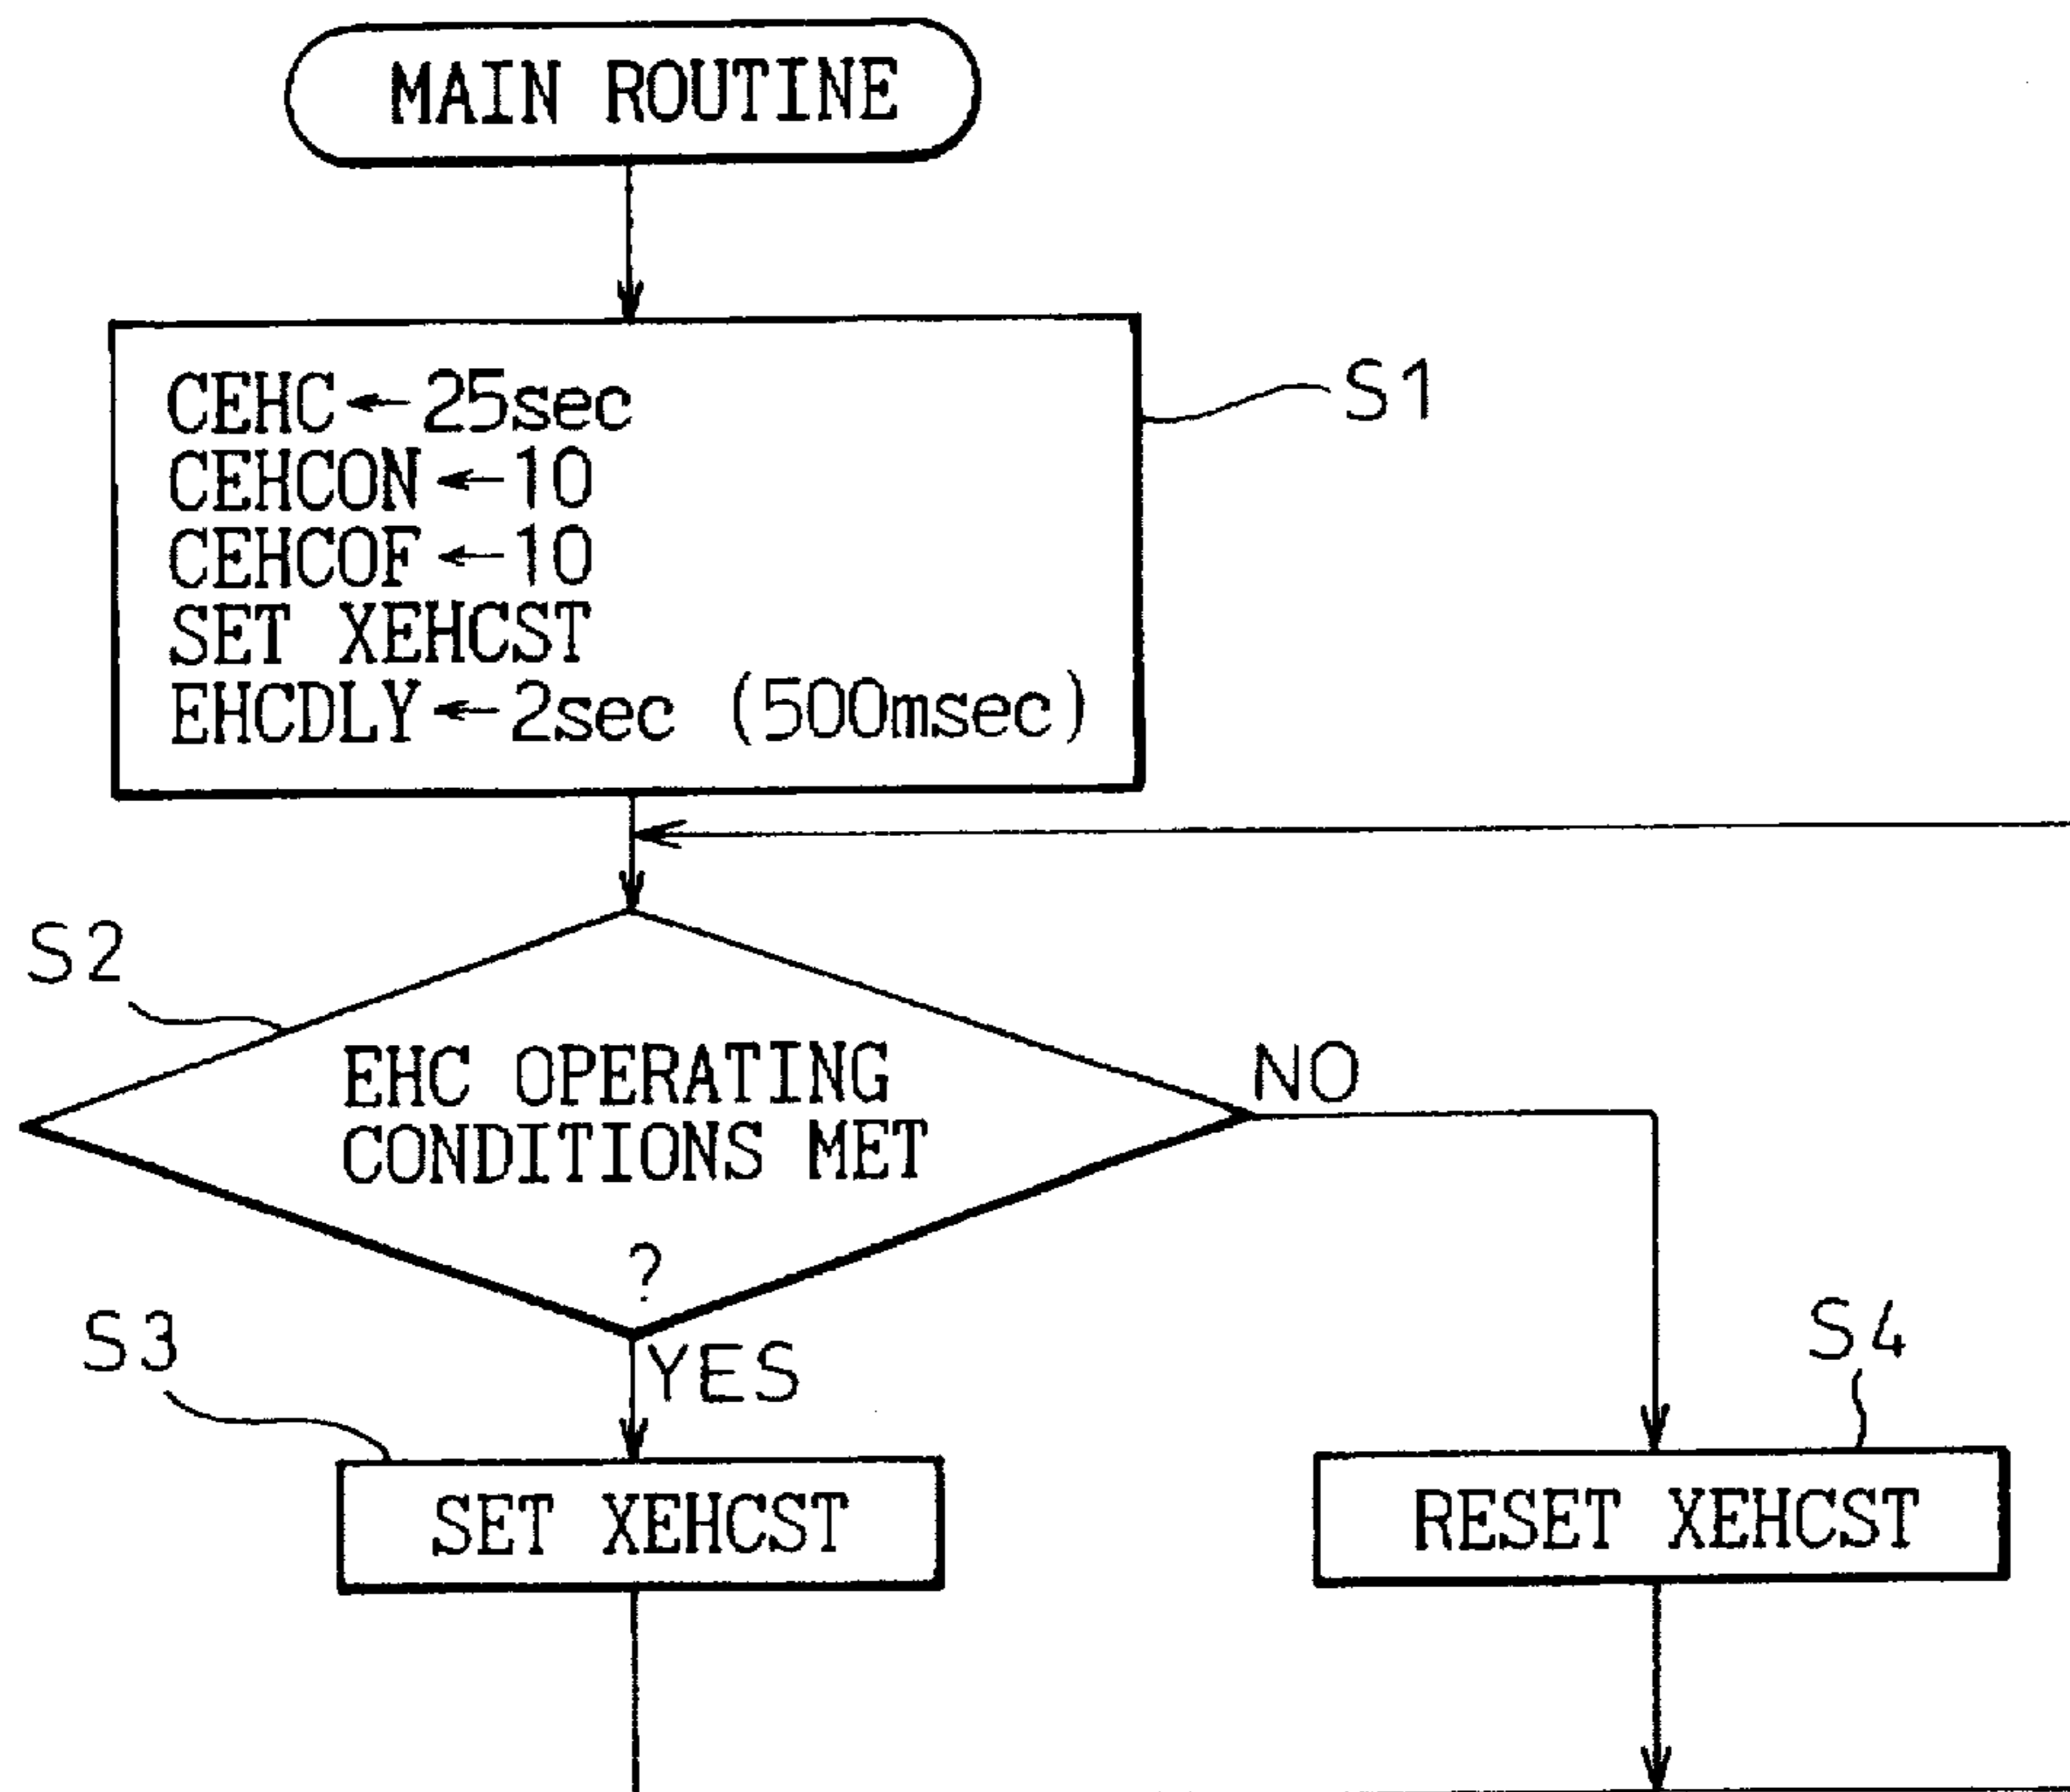 MAIN ROUTINE
CEHC←25sec
S1
CEHCON←10
CEHCOF←10
SET XEHCST
EHCDLY←2sec (500msec)
S2
EHC OPERATING
CONDITIONS MET
?
NO
YES
S3
S4
SET XEHCST
RESET XEHCST